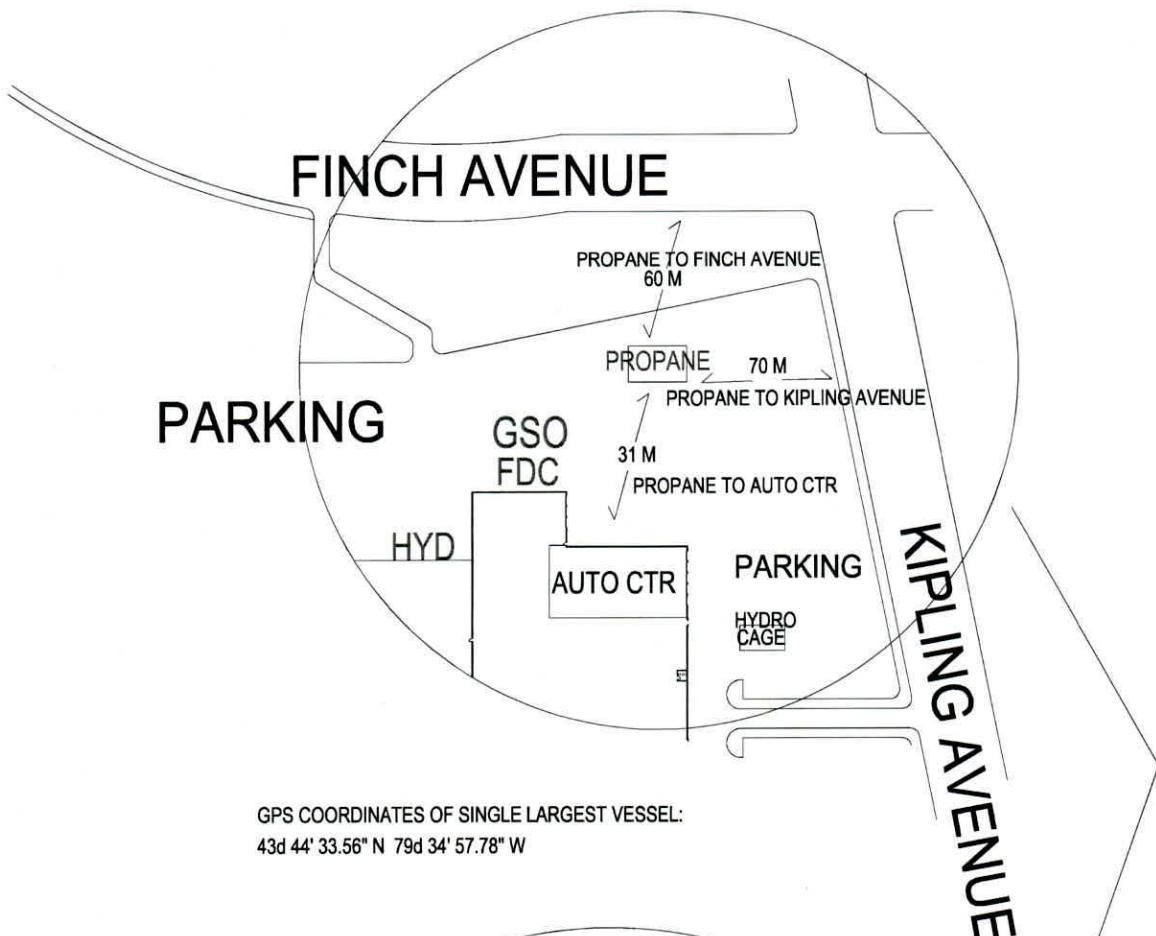 FINCH AVENUE
PROPANE TO FINCH AVENUE
60 M
PROPANE
70 M
PROPANE TO KIPLING AVENUE
PARKING
GSO
FDC
31 M
PROPANE TO AUTO CTR
HYD
AUTO CTR
PARKING
HYDRO
CAGE
KIPLING AVENUE
GPS COORDINATES OF SINGLE LARGEST VESSEL:
43d 44' 33.56" N 79d 34' 57.78" W